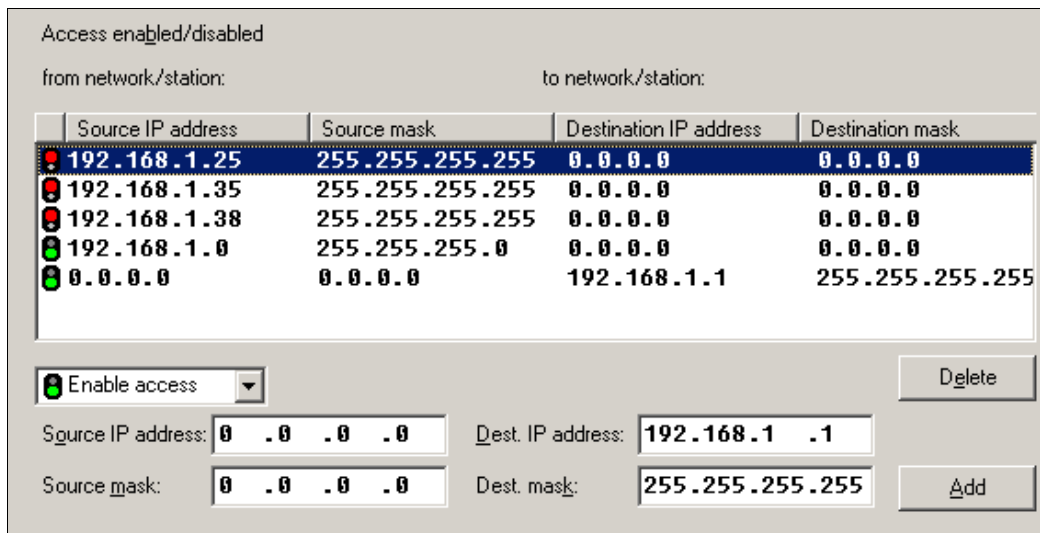 Access enabled/disabled
from network/station: to network/station:
Source IP address Source mask Destination IP address Destination mask
192.168.1.25 255.255.255.255 0.0.0.0 0.0.0.0
192.168.1.35 255.255.255.255 0.0.0.0 0.0.0.0
192.168.1.38 255.255.255.255 0.0.0.0 0.0.0.0
192.168.1.0 255.255.255.0 0.0.0.0 0.0.0.0
0.0.0.0 0.0.0.0 192.168.1.1 255.255.255.255
Enable access Delete
Source IP address: 0 .0 .0 .0 Dest. IP address: 192.168.1 .1
Source mask: 0 .0 .0 .0 Dest. mask: 255.255.255.255 Add